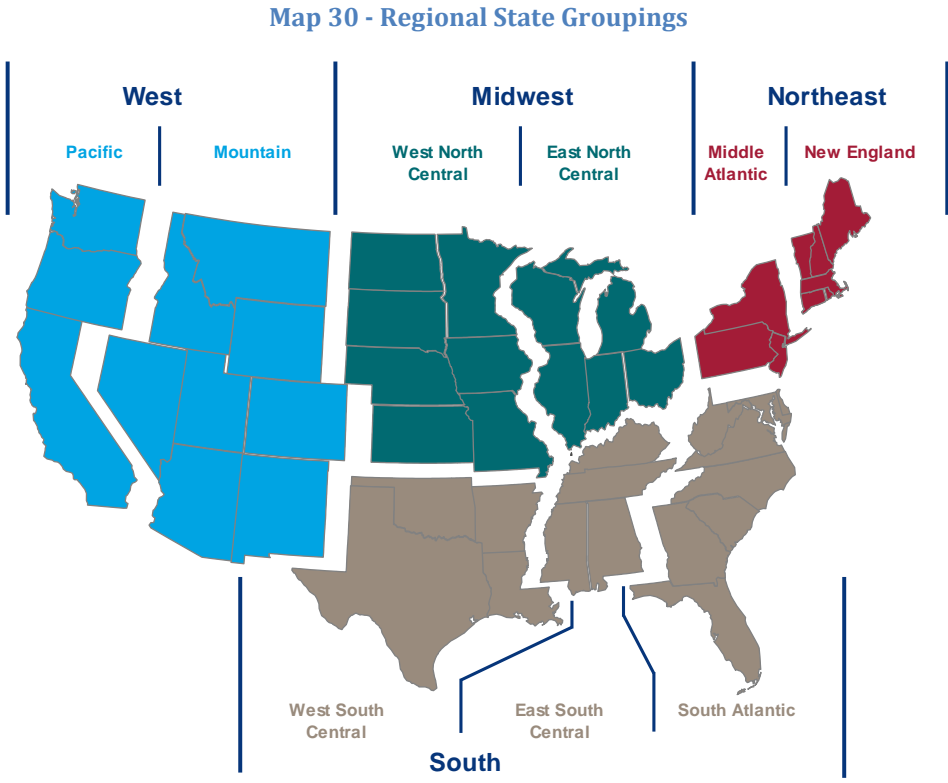 Map 30 - Regional State Groupings
West
Midwest
Northeast
Pacific
Mountain
West North
Central
East North
Central
Middle
Atlantic
New England
West South
Central
East South
Central
South Atlantic
South